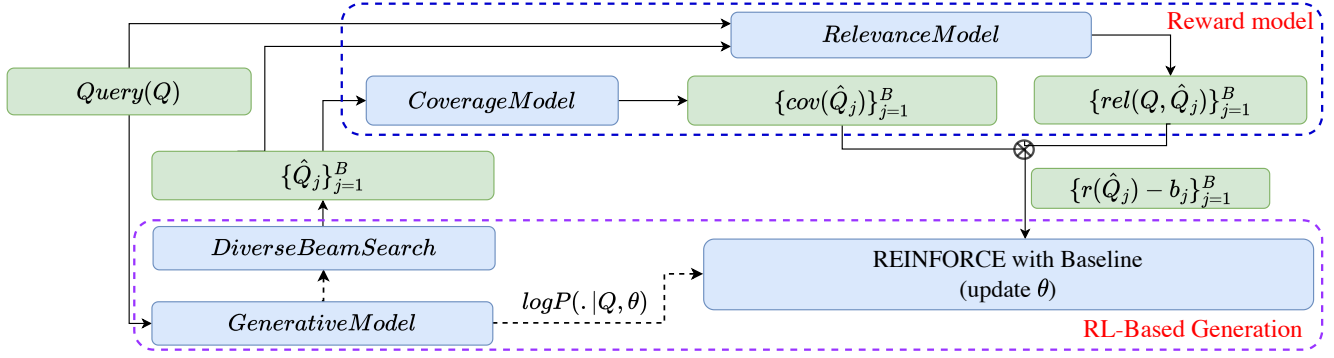 Reward model
RelevanceModel
Query(Q)
CoverageModel
{cov(Q̂_j)}_{j=1}^B
{rel(Q, Q̂_j)}_{j=1}^B
{Q̂_j}_{j=1}^B
{r(Q̂_j) − b_j}_{j=1}^B
DiverseBeamSearch
REINFORCE with Baseline
(update θ)
logP(.|Q, θ)
GenerativeModel
RL-Based Generation